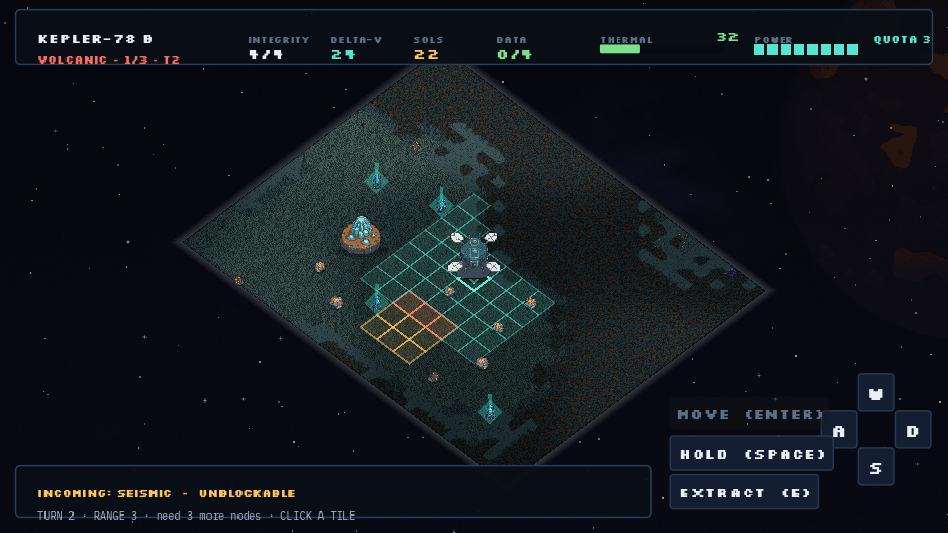 KEPLER-78 B
VOLCANIC - 1/3 - T2
INTEGRITY
4/4
DELTA-V
29
SOLS
22
DATA
0/4
THERMAL
32
POWER
QUOTA 3
MOVE (ENTER)
HOLD (SPACE)
EXTRACT (E)
W
A
D
S
INCOMING: SEISMIC - UNBLOCKABLE
TURN 2 · RANGE 3 · need 3 more nodes · CLICK A TILE